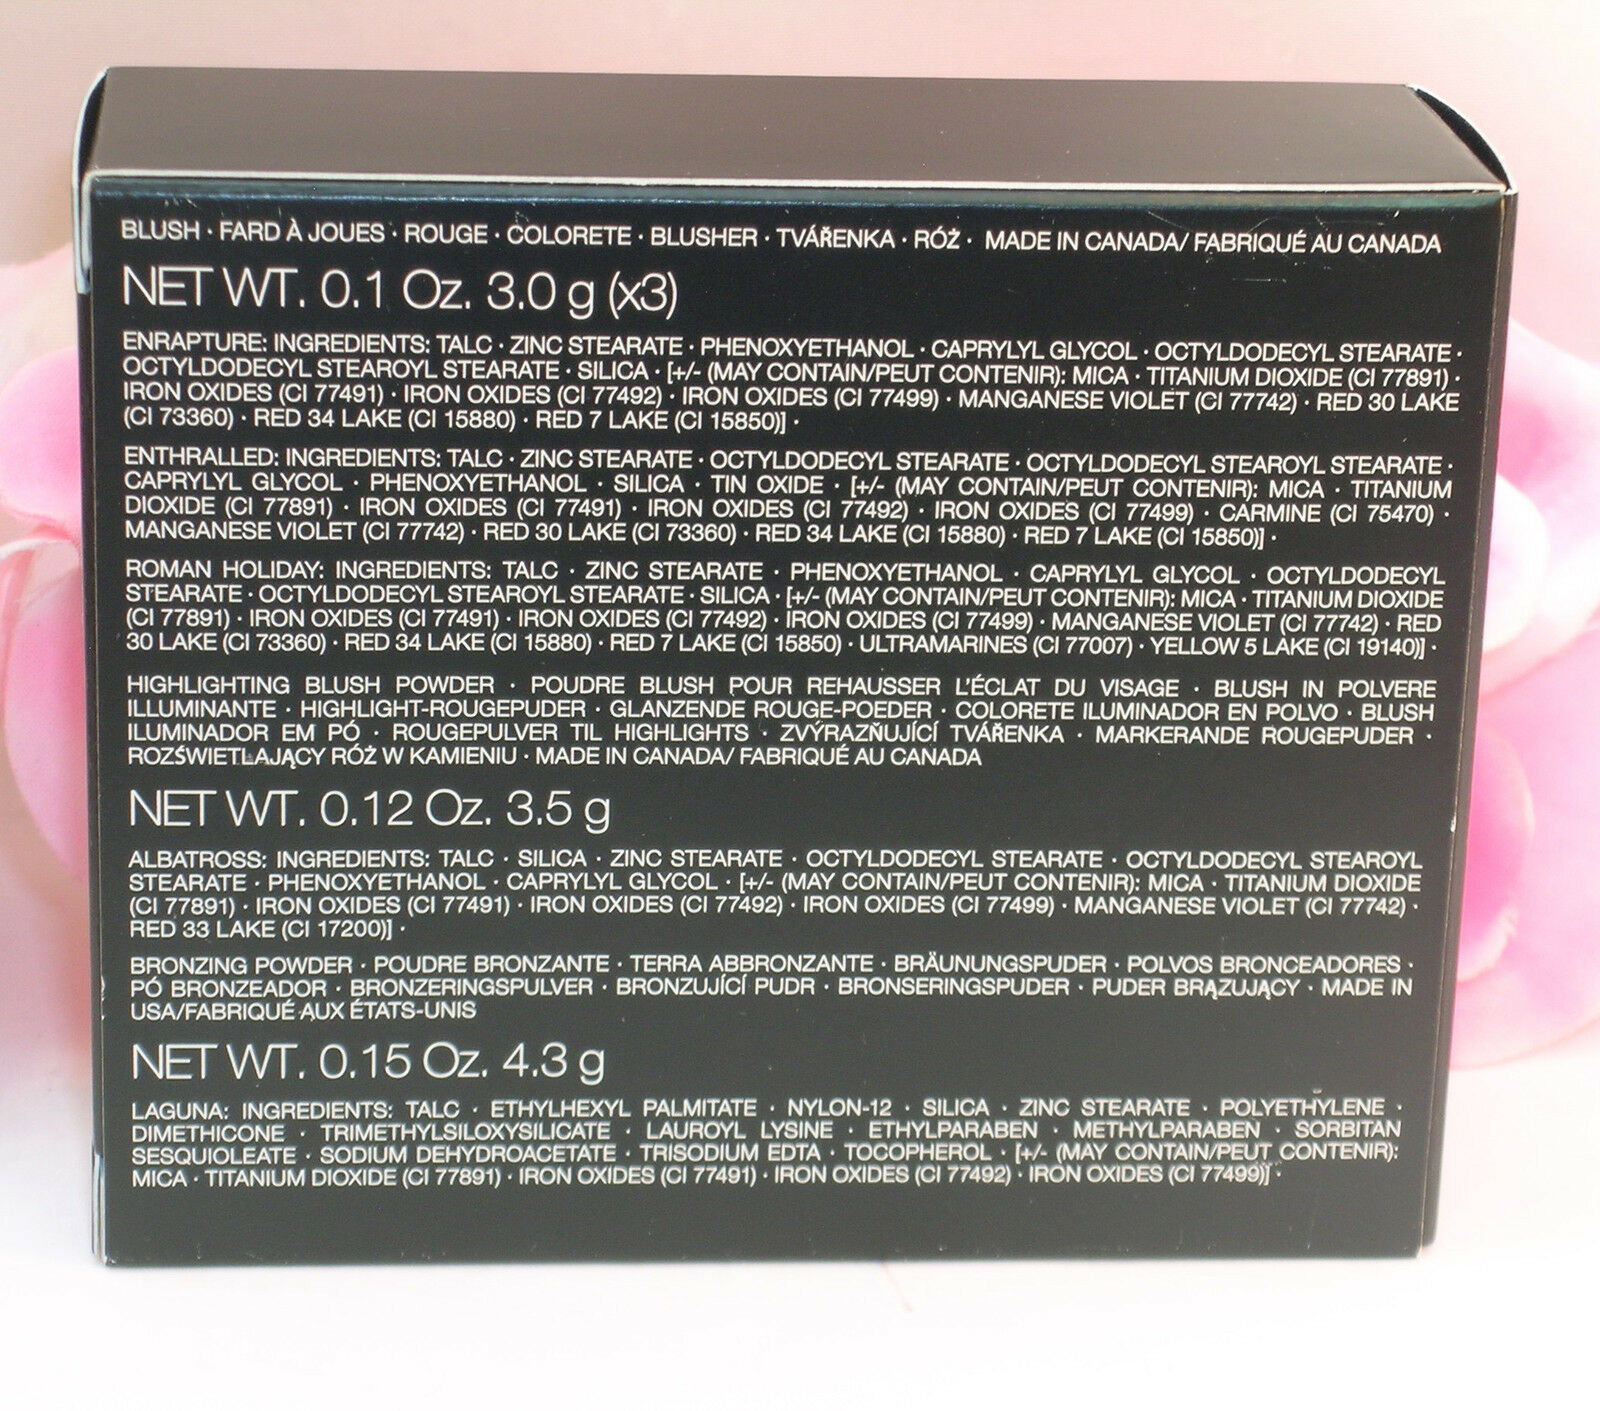 BLUSH · FARD À JOUES · ROUGE · COLORETE · BLUSHER · TVÁŘENKA · RÓŻ · MADE IN CANADA/ FABRIQUÉ AU CANADA
NET WT. 0.1 Oz. 3.0 g (x3)
ENRAPTURE: INGREDIENTS: TALC · ZINC STEARATE · PHENOXYETHANOL · CAPRYLYL GLYCOL · OCTYLDODECYL STEARATE ·
OCTYLDODECYL STEAROYL STEARATE · SILICA · [+/- (MAY CONTAIN/PEUT CONTENIR): MICA · TITANIUM DIOXIDE (CI 77891) ·
IRON OXIDES (CI 77491) · IRON OXIDES (CI 77492) · IRON OXIDES (CI 77499) · MANGANESE VIOLET (CI 77742) · RED 30 LAKE
(CI 73360) · RED 34 LAKE (CI 15880) · RED 7 LAKE (CI 15850)] ·
ENTHRALLED: INGREDIENTS: TALC · ZINC STEARATE · OCTYLDODECYL STEARATE · OCTYLDODECYL STEAROYL STEARATE ·
CAPRYLYL GLYCOL · PHENOXYETHANOL · SILICA · TIN OXIDE · [+/- (MAY CONTAIN/PEUT CONTENIR): MICA · TITANIUM
DIOXIDE (CI 77891) · IRON OXIDES (CI 77491) · IRON OXIDES (CI 77492) · IRON OXIDES (CI 77499) · CARMINE (CI 75470) ·
MANGANESE VIOLET (CI 77742) · RED 30 LAKE (CI 73360) · RED 34 LAKE (CI 15880) · RED 7 LAKE (CI 15850)] ·
ROMAN HOLIDAY: INGREDIENTS: TALC · ZINC STEARATE · PHENOXYETHANOL · CAPRYLYL GLYCOL · OCTYLDODECYL
STEARATE · OCTYLDODECYL STEAROYL STEARATE · SILICA · [+/- (MAY CONTAIN/PEUT CONTENIR): MICA · TITANIUM DIOXIDE
(CI 77891) · IRON OXIDES (CI 77491) · IRON OXIDES (CI 77492) · IRON OXIDES (CI 77499) · MANGANESE VIOLET (CI 77742) · RED
30 LAKE (CI 73360) · RED 34 LAKE (CI 15880) · RED 7 LAKE (CI 15850) · ULTRAMARINES (CI 77007) · YELLOW 5 LAKE (CI 19140)] ·
HIGHLIGHTING BLUSH POWDER · POUDRE BLUSH POUR REHAUSSER L'ÉCLAT DU VISAGE · BLUSH IN POLVERE
ILLUMINANTE · HIGHLIGHT-ROUGEPUDER · GLANZENDE ROUGE-POEDER · COLORETE ILUMINADOR EN POLVO · BLUSH
ILUMINADOR EM PÓ · ROUGEPULVER TIL HIGHLIGHTS · ZVÝRAZŇUJÍCÍ TVÁŘENKA · MARKERANDE ROUGEPUDER ·
ROZŚWIETLAJĄCY RÓŻ W KAMIENIU · MADE IN CANADA/ FABRIQUÉ AU CANADA
NET WT. 0.12 Oz. 3.5 g
ALBATROSS: INGREDIENTS: TALC · SILICA · ZINC STEARATE · OCTYLDODECYL STEARATE · OCTYLDODECYL STEAROYL
STEARATE · PHENOXYETHANOL · CAPRYLYL GLYCOL · [+/- (MAY CONTAIN/PEUT CONTENIR): MICA · TITANIUM DIOXIDE
(CI 77891) · IRON OXIDES (CI 77491) · IRON OXIDES (CI 77492) · IRON OXIDES (CI 77499) · MANGANESE VIOLET (CI 77742) ·
RED 33 LAKE (CI 17200)] ·
BRONZING POWDER · POUDRE BRONZANTE · TERRA ABBRONZANTE · BRÄUNUNGSPUDER · POLVOS BRONCEADORES ·
PÓ BRONZEADOR · BRONZERINGSPULVER · BRONZUJÍCÍ PUDR · BRONSERINGSPUDER · PUDER BRĄZUJĄCY · MADE IN
USA/FABRIQUÉ AUX ÉTATS-UNIS
NET WT. 0.15 Oz. 4.3 g
LAGUNA: INGREDIENTS: TALC · ETHYLHEXYL PALMITATE · NYLON-12 · SILICA · ZINC STEARATE · POLYETHYLENE ·
DIMETHICONE · TRIMETHYLSILOXYSILICATE · LAUROYL LYSINE · ETHYLPARABEN · METHYLPARABEN · SORBITAN
SESQUIOLEATE · SODIUM DEHYDROACETATE · TRISODIUM EDTA · TOCOPHEROL · [+/- (MAY CONTAIN/PEUT CONTENIR):
MICA · TITANIUM DIOXIDE (CI 77891) · IRON OXIDES (CI 77491) · IRON OXIDES (CI 77492) · IRON OXIDES (CI 77499)] ·